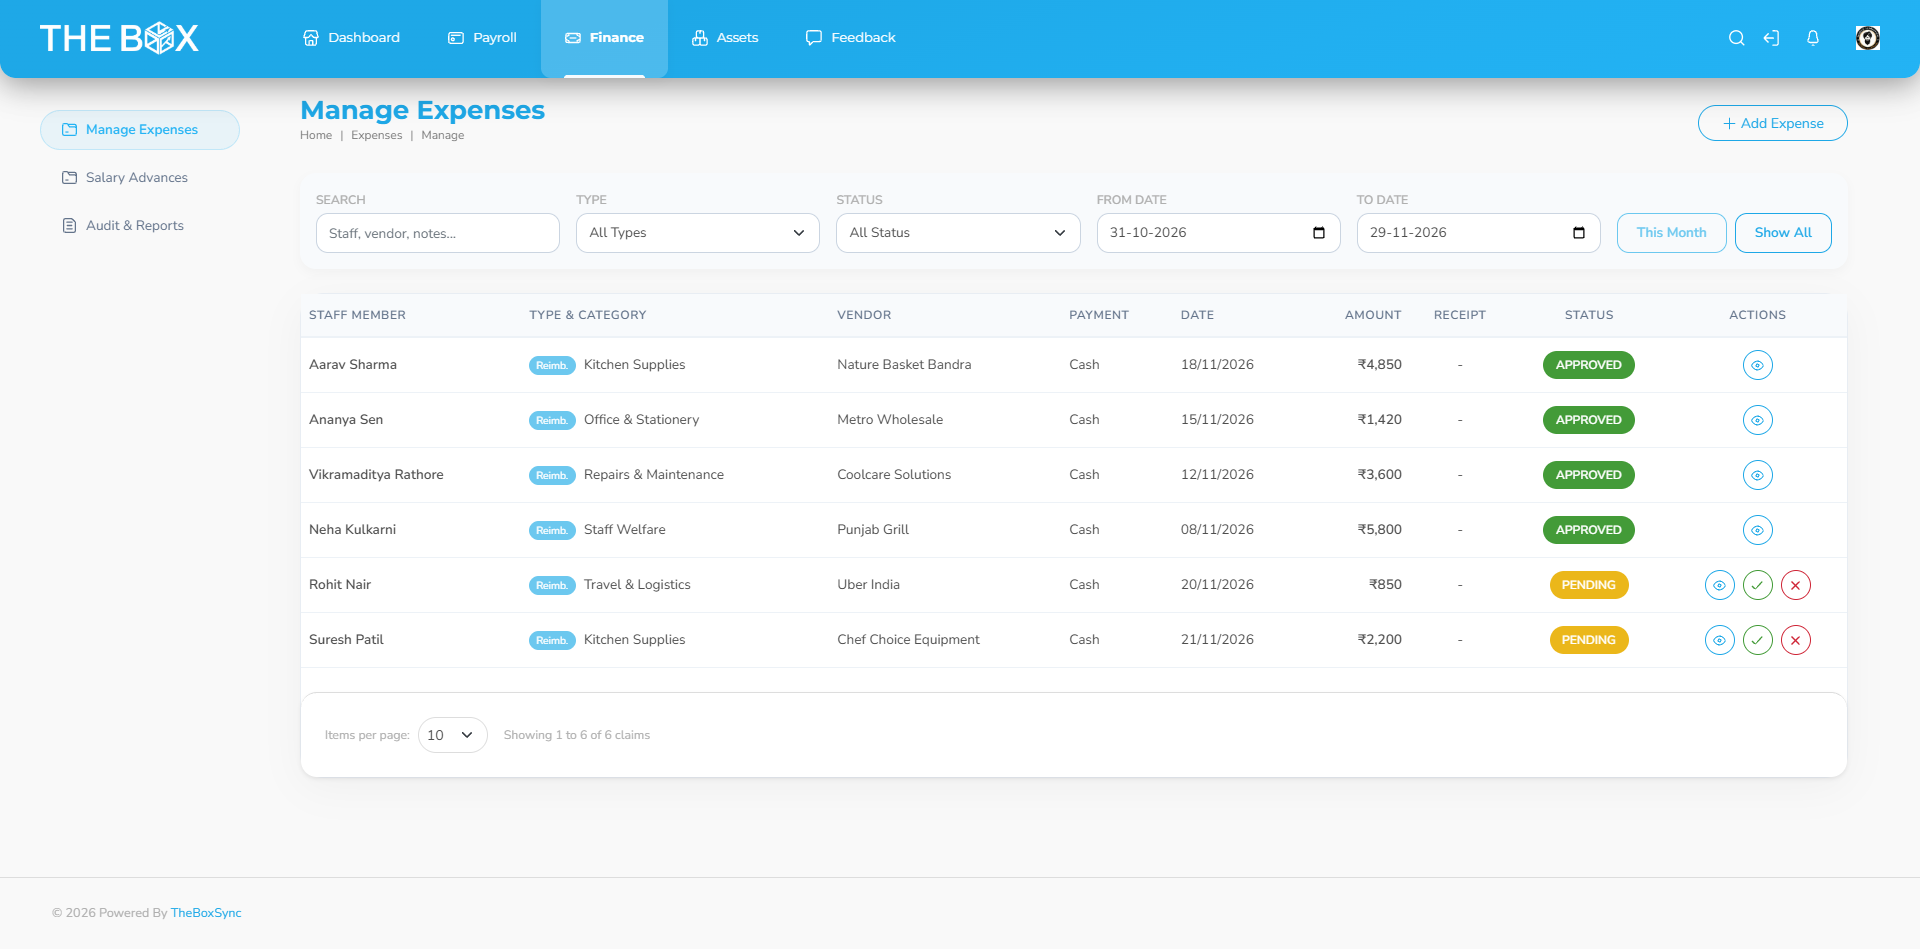 THE BOX
Dashboard
Payroll
Finance
Assets
Feedback
Manage Expenses
Salary Advances
Audit & Reports
Manage Expenses
Home | Expenses | Manage
+ Add Expense
SEARCH TYPE STATUS FROM DATE TO DATE
Staff, vendor, notes... All Types All Status 31-10-2026 29-11-2026 This Month Show All
STAFF MEMBER TYPE & CATEGORY VENDOR PAYMENT DATE AMOUNT RECEIPT STATUS ACTIONS
Aarav Sharma Reimb. Kitchen Supplies Nature Basket Bandra Cash 18/11/2026 ₹4,850 - APPROVED
Ananya Sen Reimb. Office & Stationery Metro Wholesale Cash 15/11/2026 ₹1,420 - APPROVED
Vikramaditya Rathore Reimb. Repairs & Maintenance Coolcare Solutions Cash 12/11/2026 ₹3,600 - APPROVED
Neha Kulkarni Reimb. Staff Welfare Punjab Grill Cash 08/11/2026 ₹5,800 - APPROVED
Rohit Nair Reimb. Travel & Logistics Uber India Cash 20/11/2026 ₹850 - PENDING
Suresh Patil Reimb. Kitchen Supplies Chef Choice Equipment Cash 21/11/2026 ₹2,200 - PENDING
Items per page: 10 Showing 1 to 6 of 6 claims
© 2026 Powered By TheBoxSync